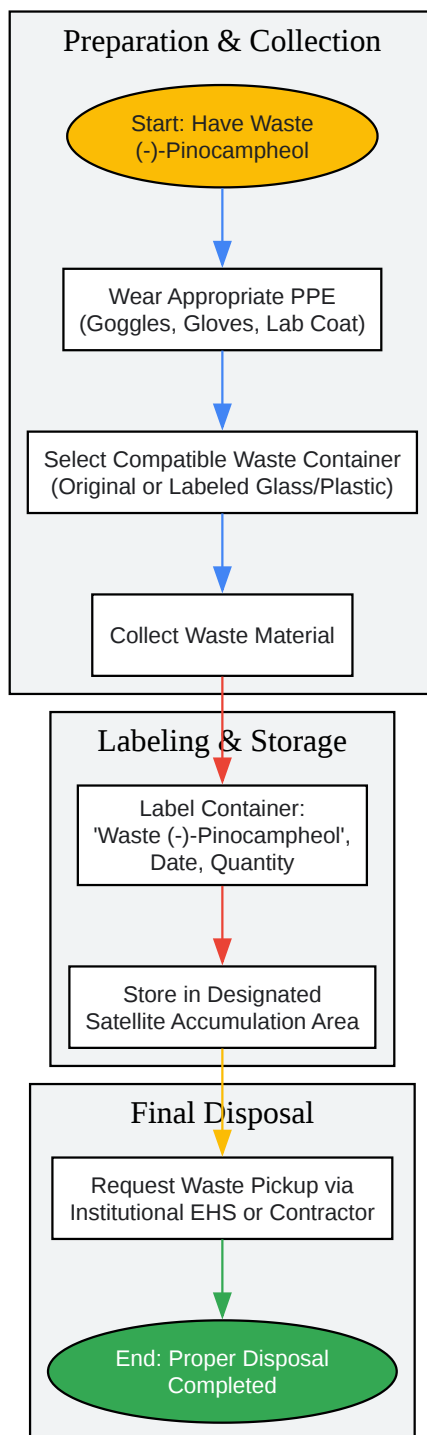 Preparation & Collection
Start: Have Waste
(-)-Pinocampheol
Wear Appropriate PPE
(Goggles, Gloves, Lab Coat)
Select Compatible Waste Container
(Original or Labeled Glass/Plastic)
Collect Waste Material
Labeling & Storage
Label Container:
'Waste (-)-Pinocampheol',
Date, Quantity
Store in Designated
Satellite Accumulation Area
Final Disposal
Request Waste Pickup via
Institutional EHS or Contractor
End: Proper Disposal
Completed